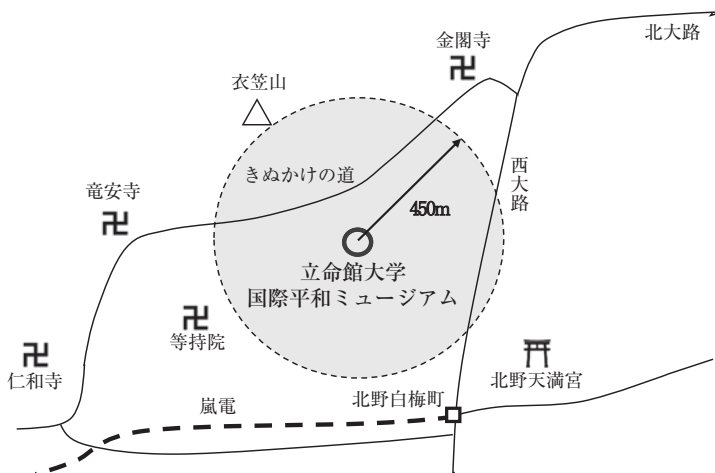 北大路
金閣寺
衣笠山
きぬかけの道
西大路
竜安寺
450m
立命館大学
国際平和ミュージアム
等持院
仁和寺
北野天満宮
嵐電
北野白梅町